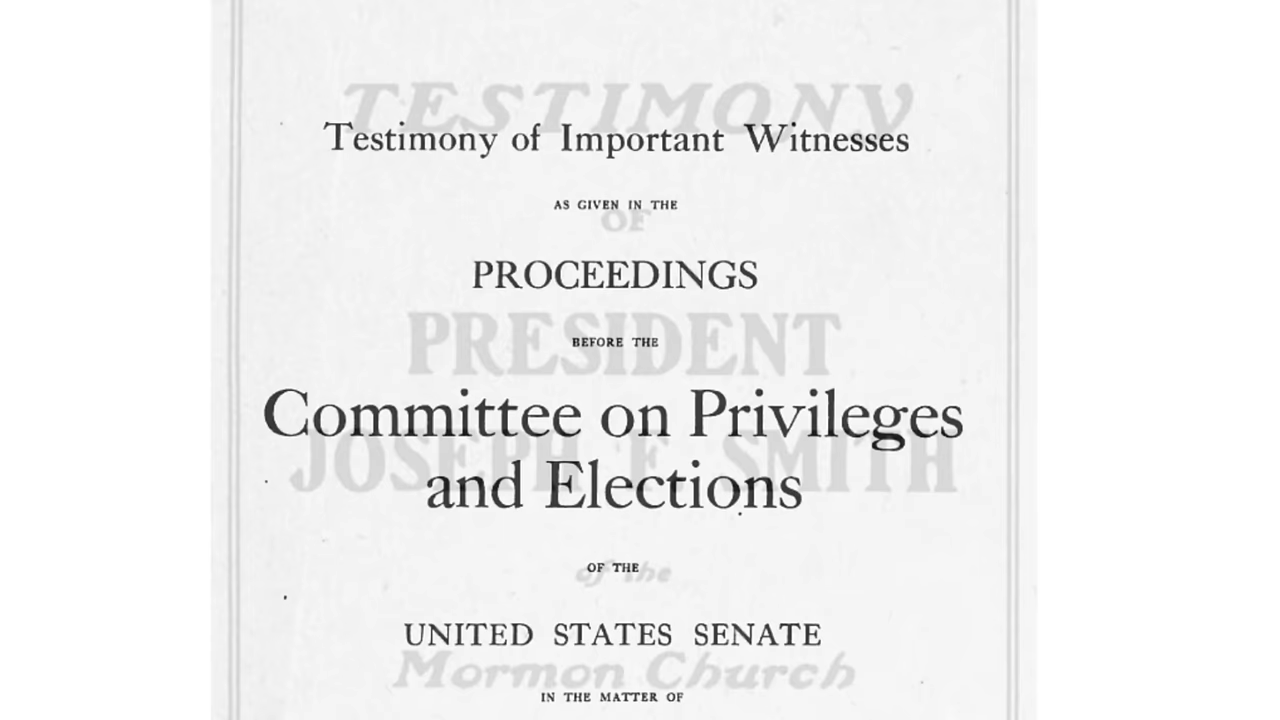 TESTIMONY
Testimony of Important Witnesses
AS GIVEN IN THE
OF
PROCEEDINGS
PRESIDENT
BEFORE THE
Committee on Privileges
JOSEPH F. SMITH
and Elections
OF THE
of the
UNITED STATES SENATE
Mormon Church
IN THE MATTER OF